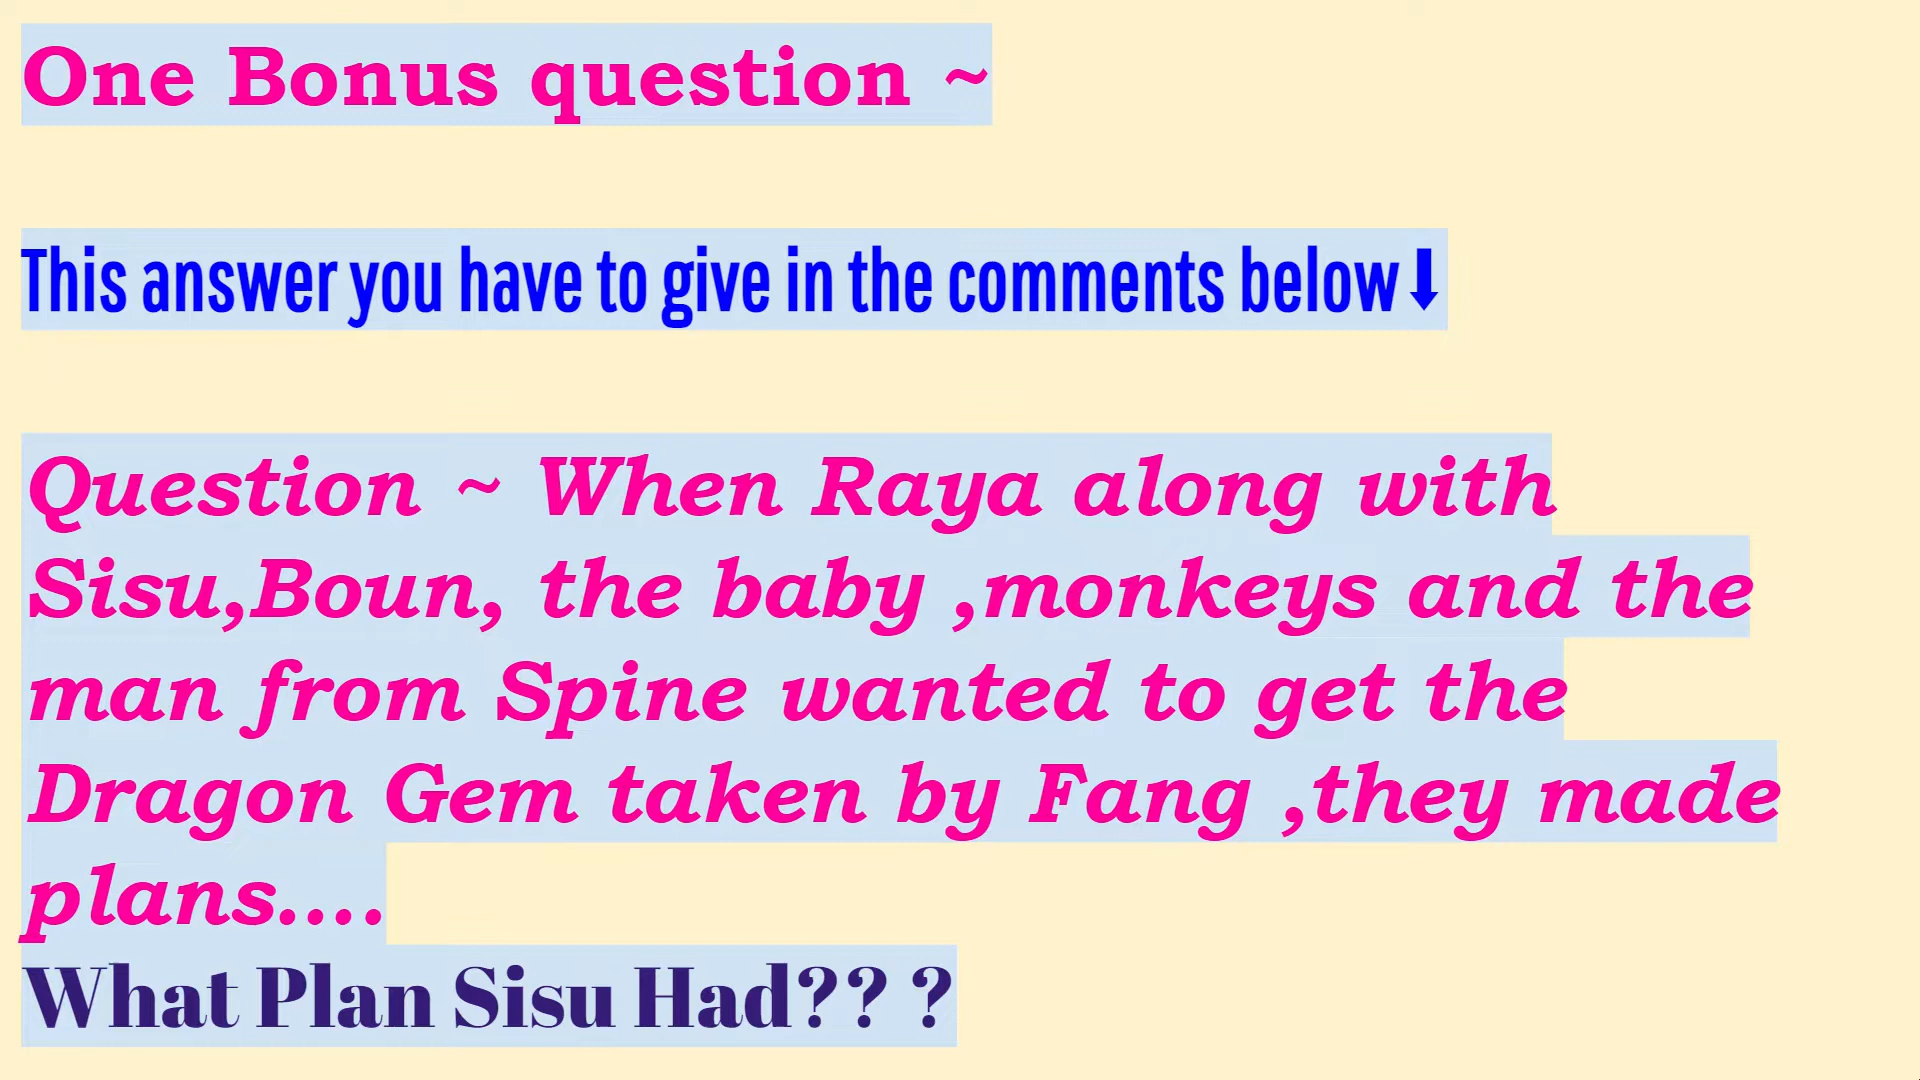 One Bonus question ~
This answer you have to give in the comments below⬇
Question ~ When Raya along with
Sisu,Boun, the baby ,monkeys and the
man from Spine wanted to get the
Dragon Gem taken by Fang ,they made
plans....
What Plan Sisu Had?? ?